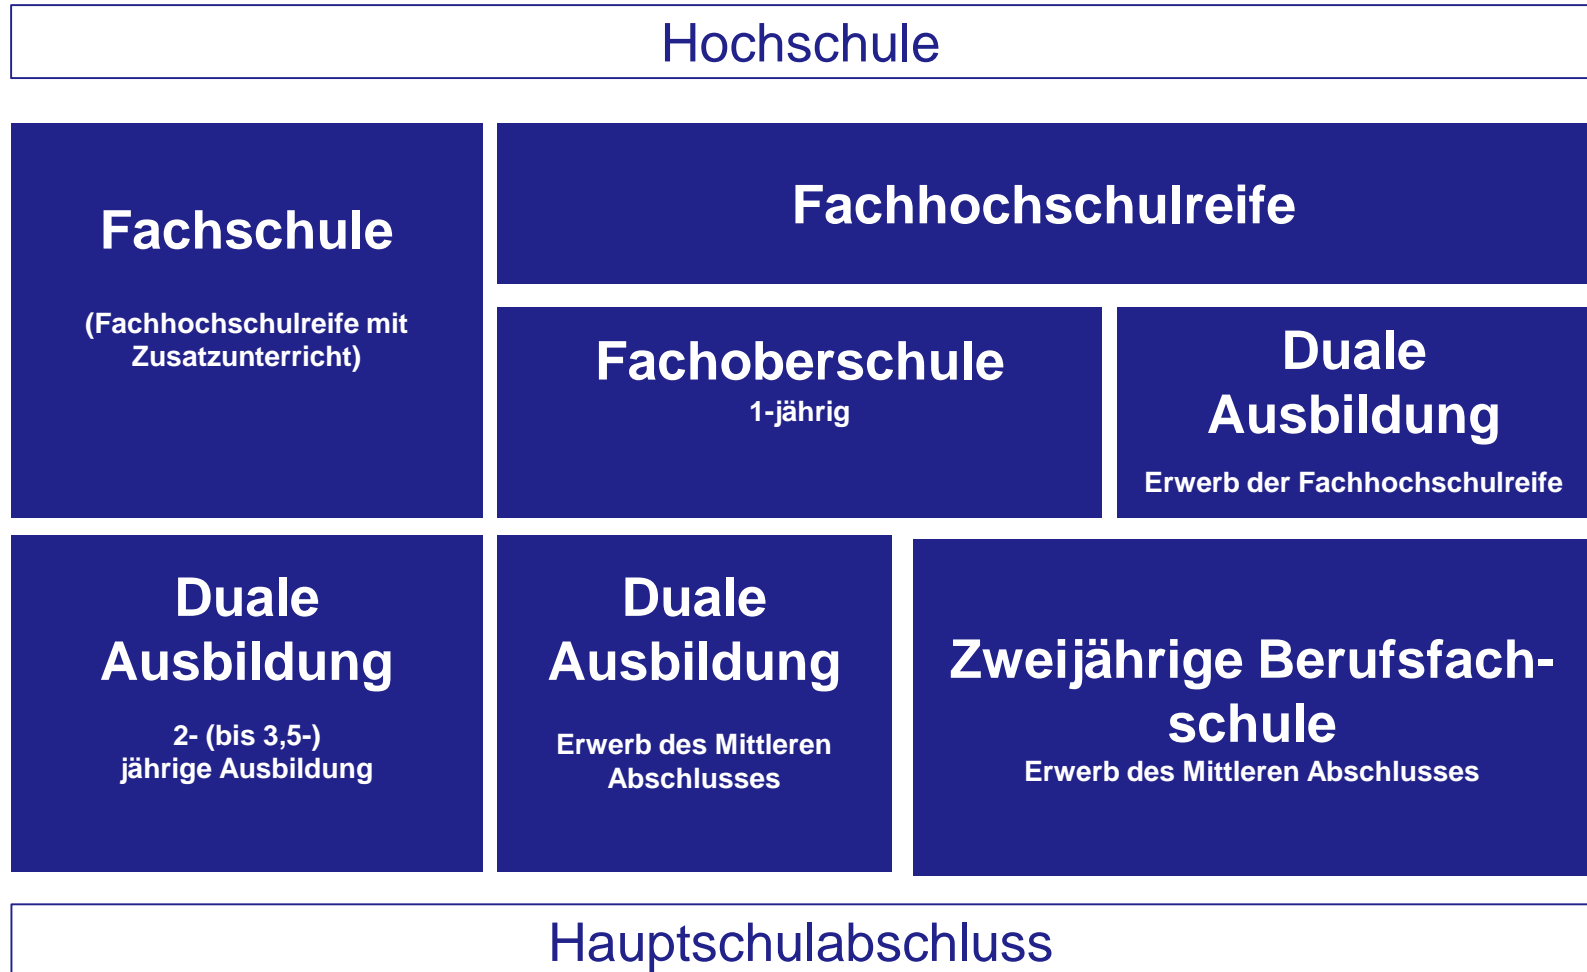 Hochschule
Fachschule
(Fachhochschulreife mit
Zusatzunterricht)
Fachhochschulreife
Fachoberschule
1-jährig
Duale
Ausbildung
Erwerb der Fachhochschulreife
Duale
Ausbildung
2- (bis 3,5-)
jährige Ausbildung
Duale
Ausbildung
Erwerb des Mittleren
Abschlusses
Zweijährige Berufsfach-
schule
Erwerb des Mittleren Abschlusses
Hauptschulabschluss